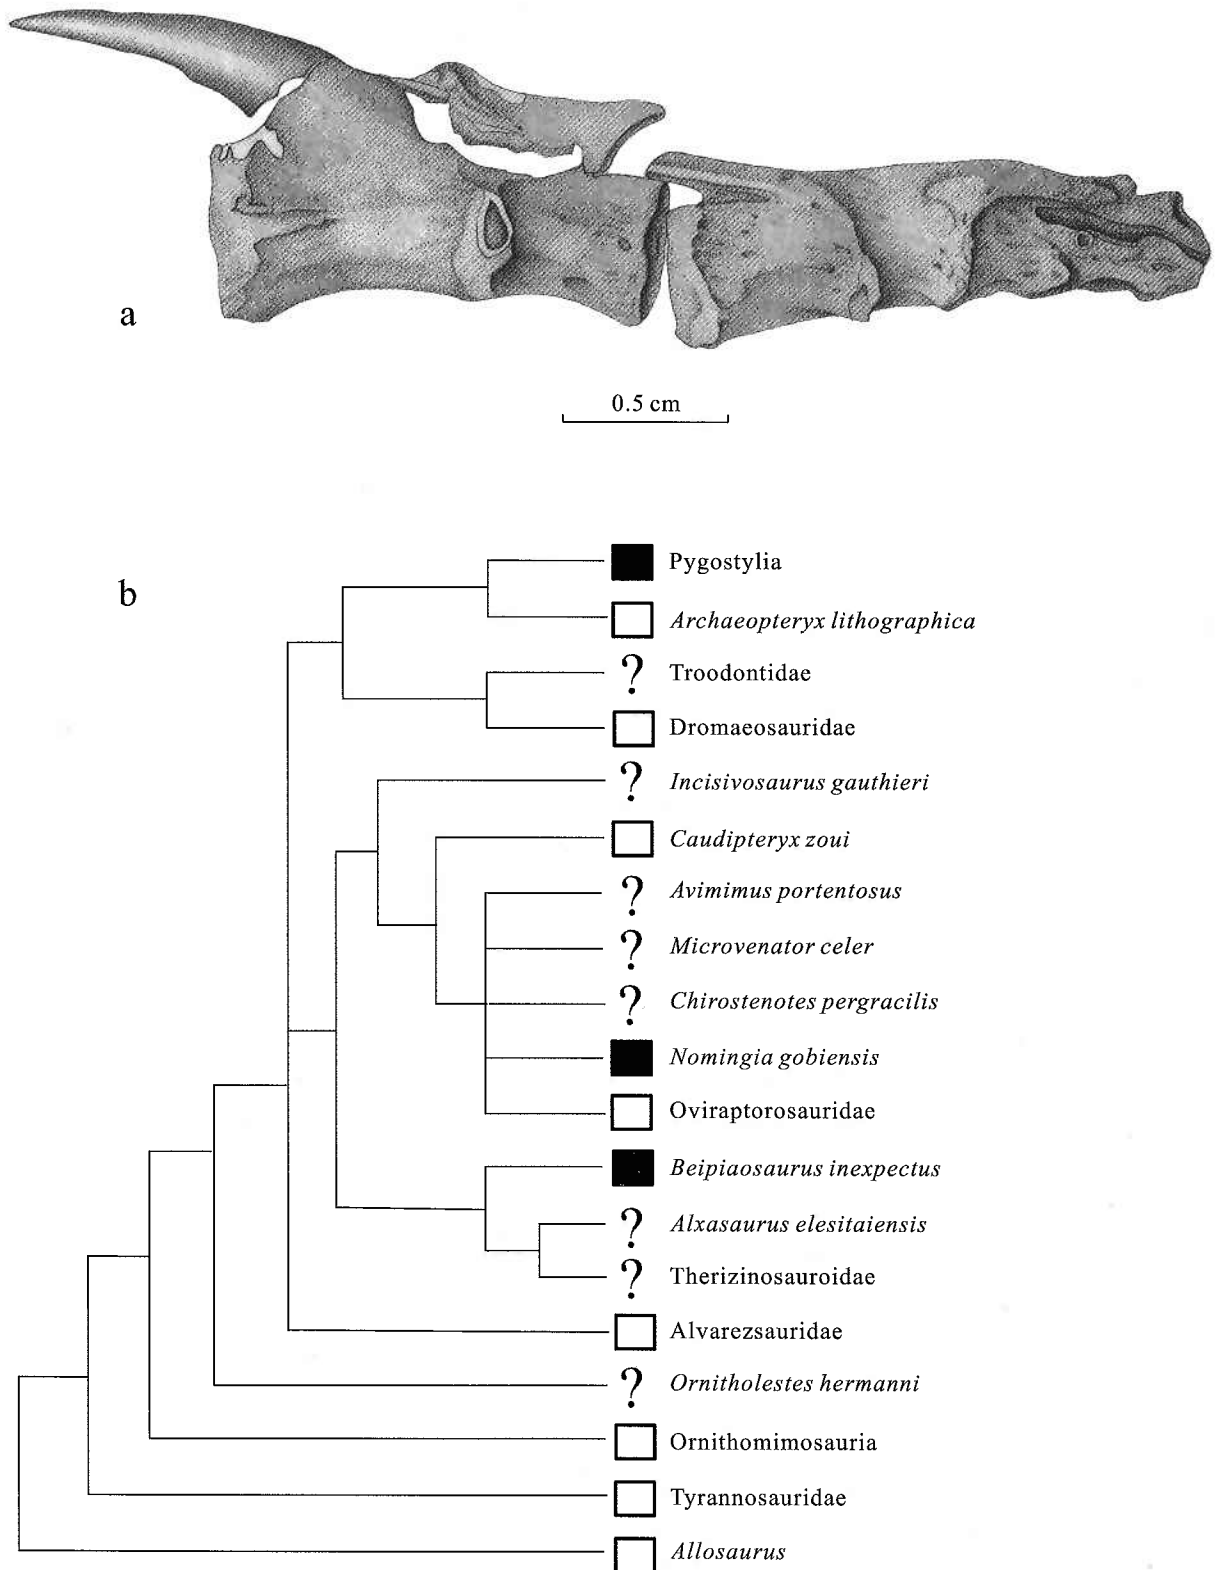 a
0.5 cm
b
Pygostylia
Archaeopteryx lithographica
? Troodontidae
Dromaeosauridae
? Incisivosaurus gauthieri
Caudipteryx zoui
? Avimimus portentosus
? Microvenator celer
? Chirostenotes pergracilis
Nomingia gobiensis
Oviraptorosauridae
Beipiaosaurus inexpectus
? Alxasaurus elesitaiensis
? Therizinosauroidae
Alvarezsauridae
? Ornitholestes hermanni
Ornithomimosauria
Tyrannosauridae
Allosaurus